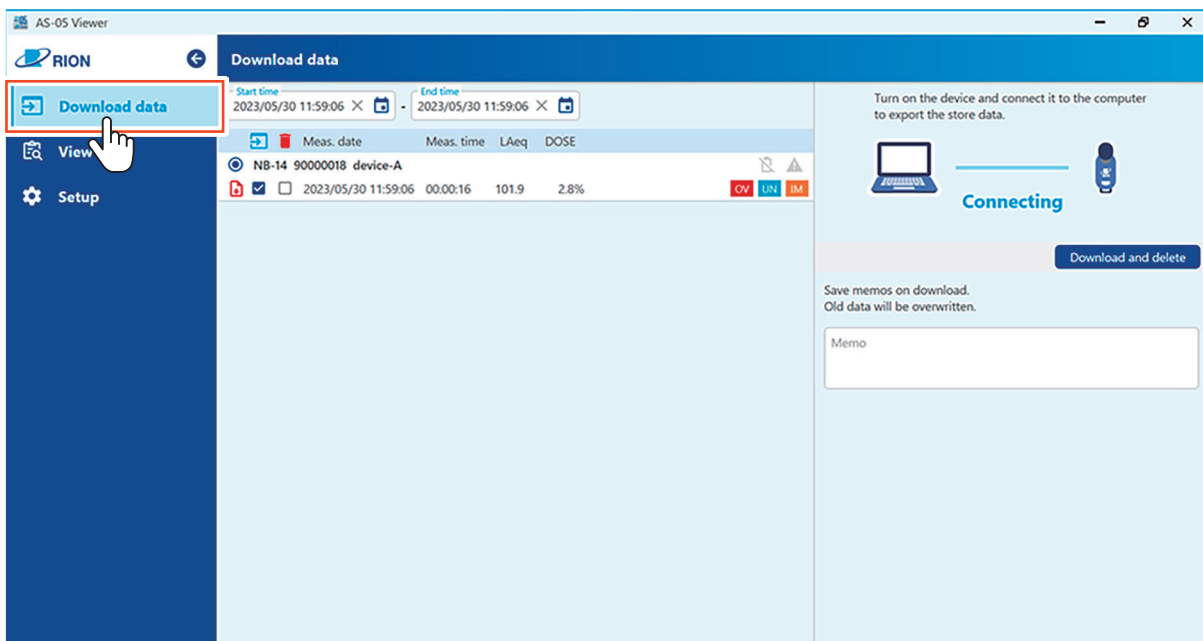 AS-05 Viewer
RION
Download data
Download data
View
Setup
Start time
End time
2023/05/30 11:59:06 - 2023/05/30 11:59:06
Meas. date Meas. time LAeq DOSE
NB-14 90000018 device-A
2023/05/30 11:59:06 00:00:16 101.9 2.8% OV UN IM
Turn on the device and connect it to the computer
to export the store data.
Connecting
Download and delete
Save memos on download.
Old data will be overwritten.
Memo